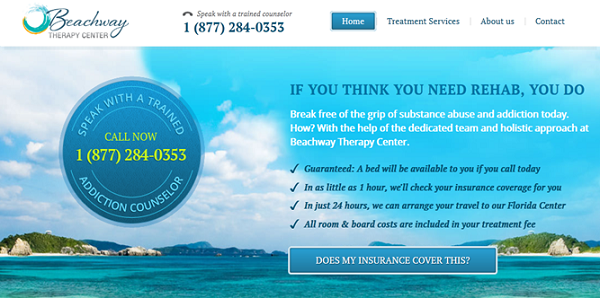 Beachway
THERAPY CENTER
Speak with a trained counselor
1 (877) 284-0353
Home
Treatment Services
About us
Contact
SPEAK WITH A TRAINED
CALL NOW
1 (877) 284-0353
ADDICTION COUNSELOR
IF YOU THINK YOU NEED REHAB, YOU DO
Break free of the grip of substance abuse and addiction today.
How? With the help of the dedicated team and holistic approach at
Beachway Therapy Center.
✓ Guaranteed: A bed will be available to you if you call today
✓ In as little as 1 hour, we'll check your insurance coverage for you
✓ In just 24 hours, we can arrange your travel to our Florida Center
✓ All room & board costs are included in your treatment fee
DOES MY INSURANCE COVER THIS?